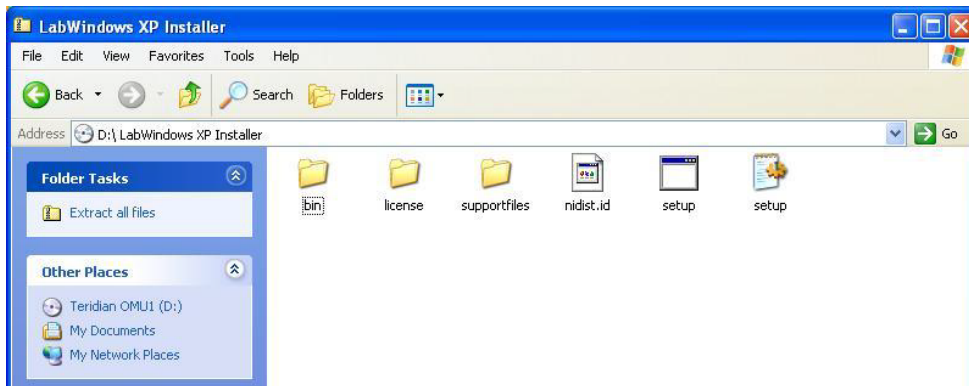 LabWindows XP Installer
File Edit View Favorites Tools Help
Back Search Folders
Address D:\ LabWindows XP Installer Go
Folder Tasks
Extract all files
Other Places
Teridian OMU1 (D:)
My Documents
My Network Places
bin license supportfiles nidist.id setup setup